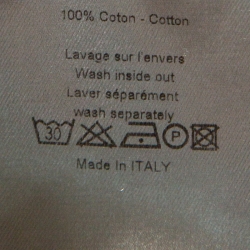 100% Coton - Cotton
Lavage sur l'envers
Wash inside out
Laver séparément
wash separately
30 P
Made In ITALY